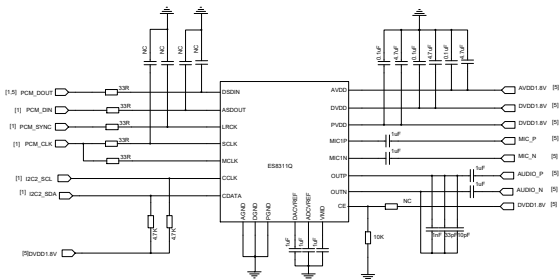 NC NC NC NC
0.1uF 4.7uF 0.1uF 4.7uF 0.1uF 4.7uF
[1,5] PCM_DOUT 33R DSDIN AVDD AVDD1.8V [5]
[1] PCM_DIN 33R ASDOUT DVDD DVDD1.8V [5]
[1] PCM_SYNC 33R LRCK PVDD DVDD1.8V [5]
[1] PCM_CLK 33R SCLK MIC1P 1uF MIC_P [5]
33R MCLK MIC1N 1uF MIC_N [5]
ES8311Q
[1] I2C2_SCL CCLK OUTP 1uF AUDIO_P [5]
[1] I2C2_SDA CDATA OUTN 1uF AUDIO_N [5]
CE NC DVDD1.8V [5]
AGND DGND PGND DACVREF ADCVREF VMID
4.7K 4.7K
1uF 1uF 1uF
10K
1nF 33pF 10pF
[5] DVDD1.8V